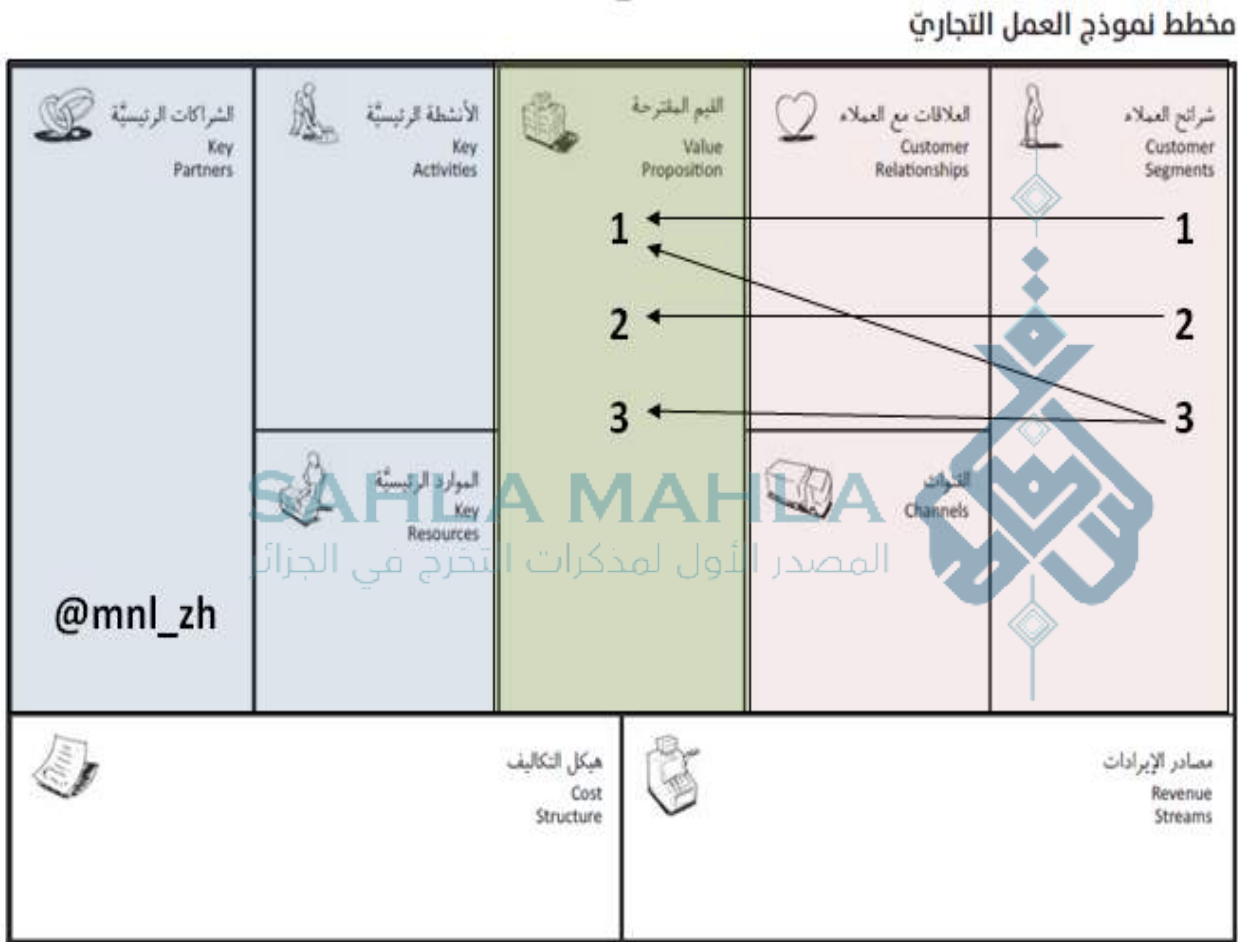 مخطط نموذج العمل التجاريّ
شرائح العملاء
Customer
Segments
1
2
3
العلاقات مع العملاء
Customer
Relationships
القنوات
Channels
القيم المقترحة
Value
Proposition
1
2
3
الأنشطة الرئيسيَّة
Key
Activities
الموارد الرئيسيَّة
Key
Resources
الشراكات الرئيسيَّة
Key
Partners
@mnl_zh
SAHLA MAHLA
المصدر الأول لمذكرات التخرج في الجزائر
مصادر الإيرادات
Revenue
Streams
هيكل التكاليف
Cost
Structure